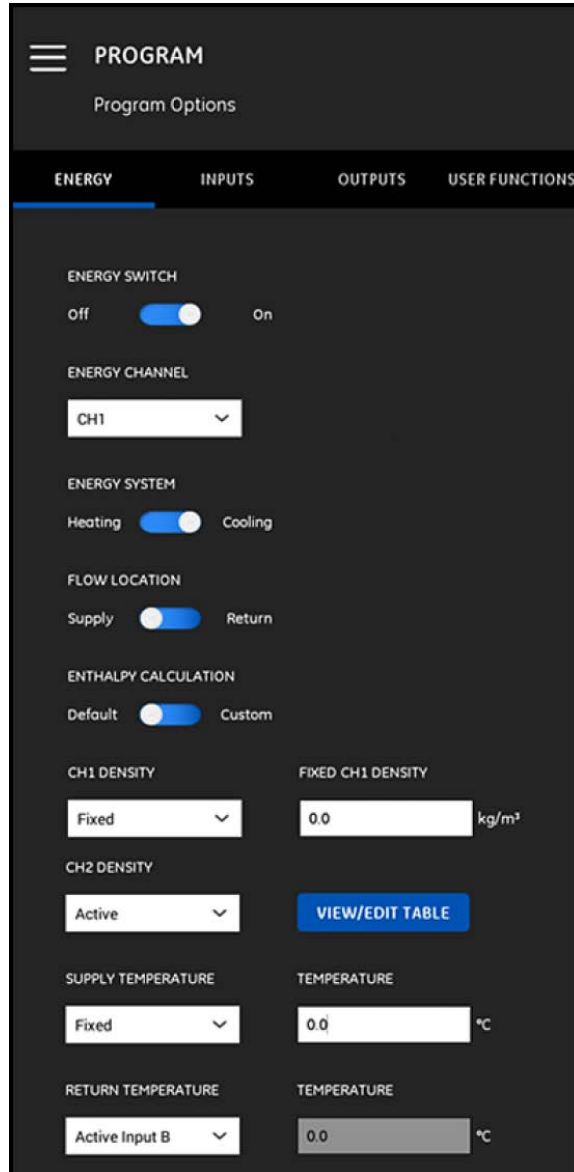 PROGRAM
Program Options
ENERGY INPUTS OUTPUTS USER FUNCTIONS
ENERGY SWITCH
Off On
ENERGY CHANNEL
CH1
ENERGY SYSTEM
Heating Cooling
FLOW LOCATION
Supply Return
ENTHALPY CALCULATION
Default Custom
CH1 DENSITY FIXED CH1 DENSITY
Fixed 0.0 kg/m³
CH2 DENSITY
Active VIEW/EDIT TABLE
SUPPLY TEMPERATURE TEMPERATURE
Fixed 0.0 °C
RETURN TEMPERATURE TEMPERATURE
Active Input B 0.0 °C